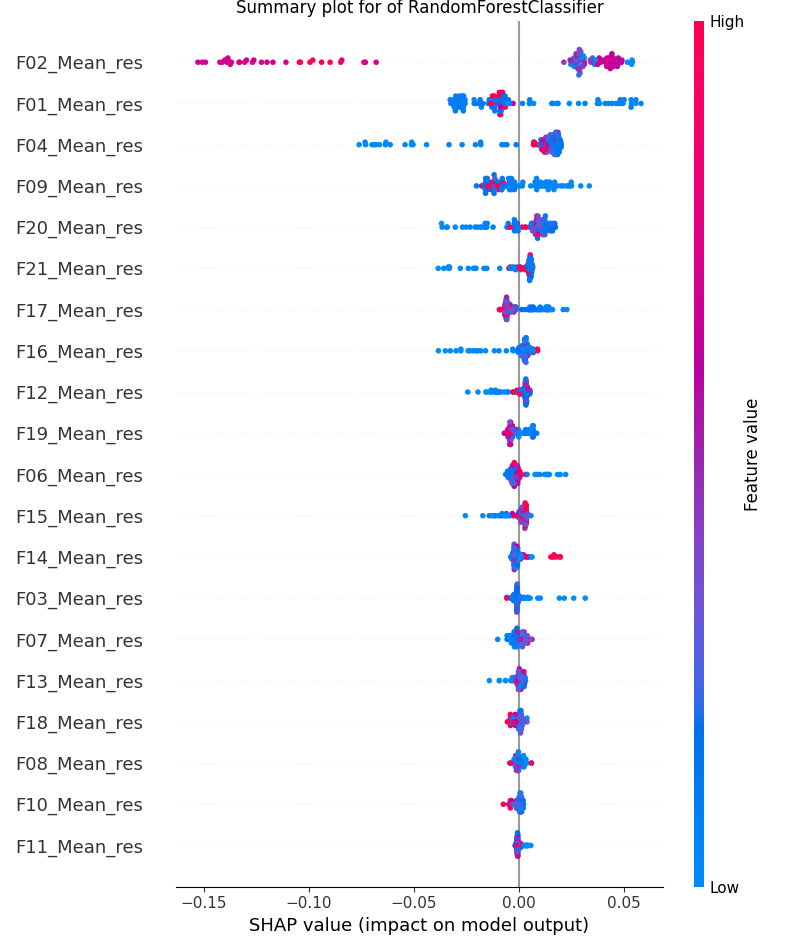 Summary plot for of RandomForestClassifier
High
F02_Mean_res
F01_Mean_res
F04_Mean_res
F09_Mean_res
F20_Mean_res
F21_Mean_res
F17_Mean_res
F16_Mean_res
F12_Mean_res
F19_Mean_res
F06_Mean_res
F15_Mean_res
F14_Mean_res
F03_Mean_res
F07_Mean_res
F13_Mean_res
F18_Mean_res
F08_Mean_res
F10_Mean_res
F11_Mean_res
Feature value
Low
−0.15 −0.10 −0.05 0.00 0.05
SHAP value (impact on model output)